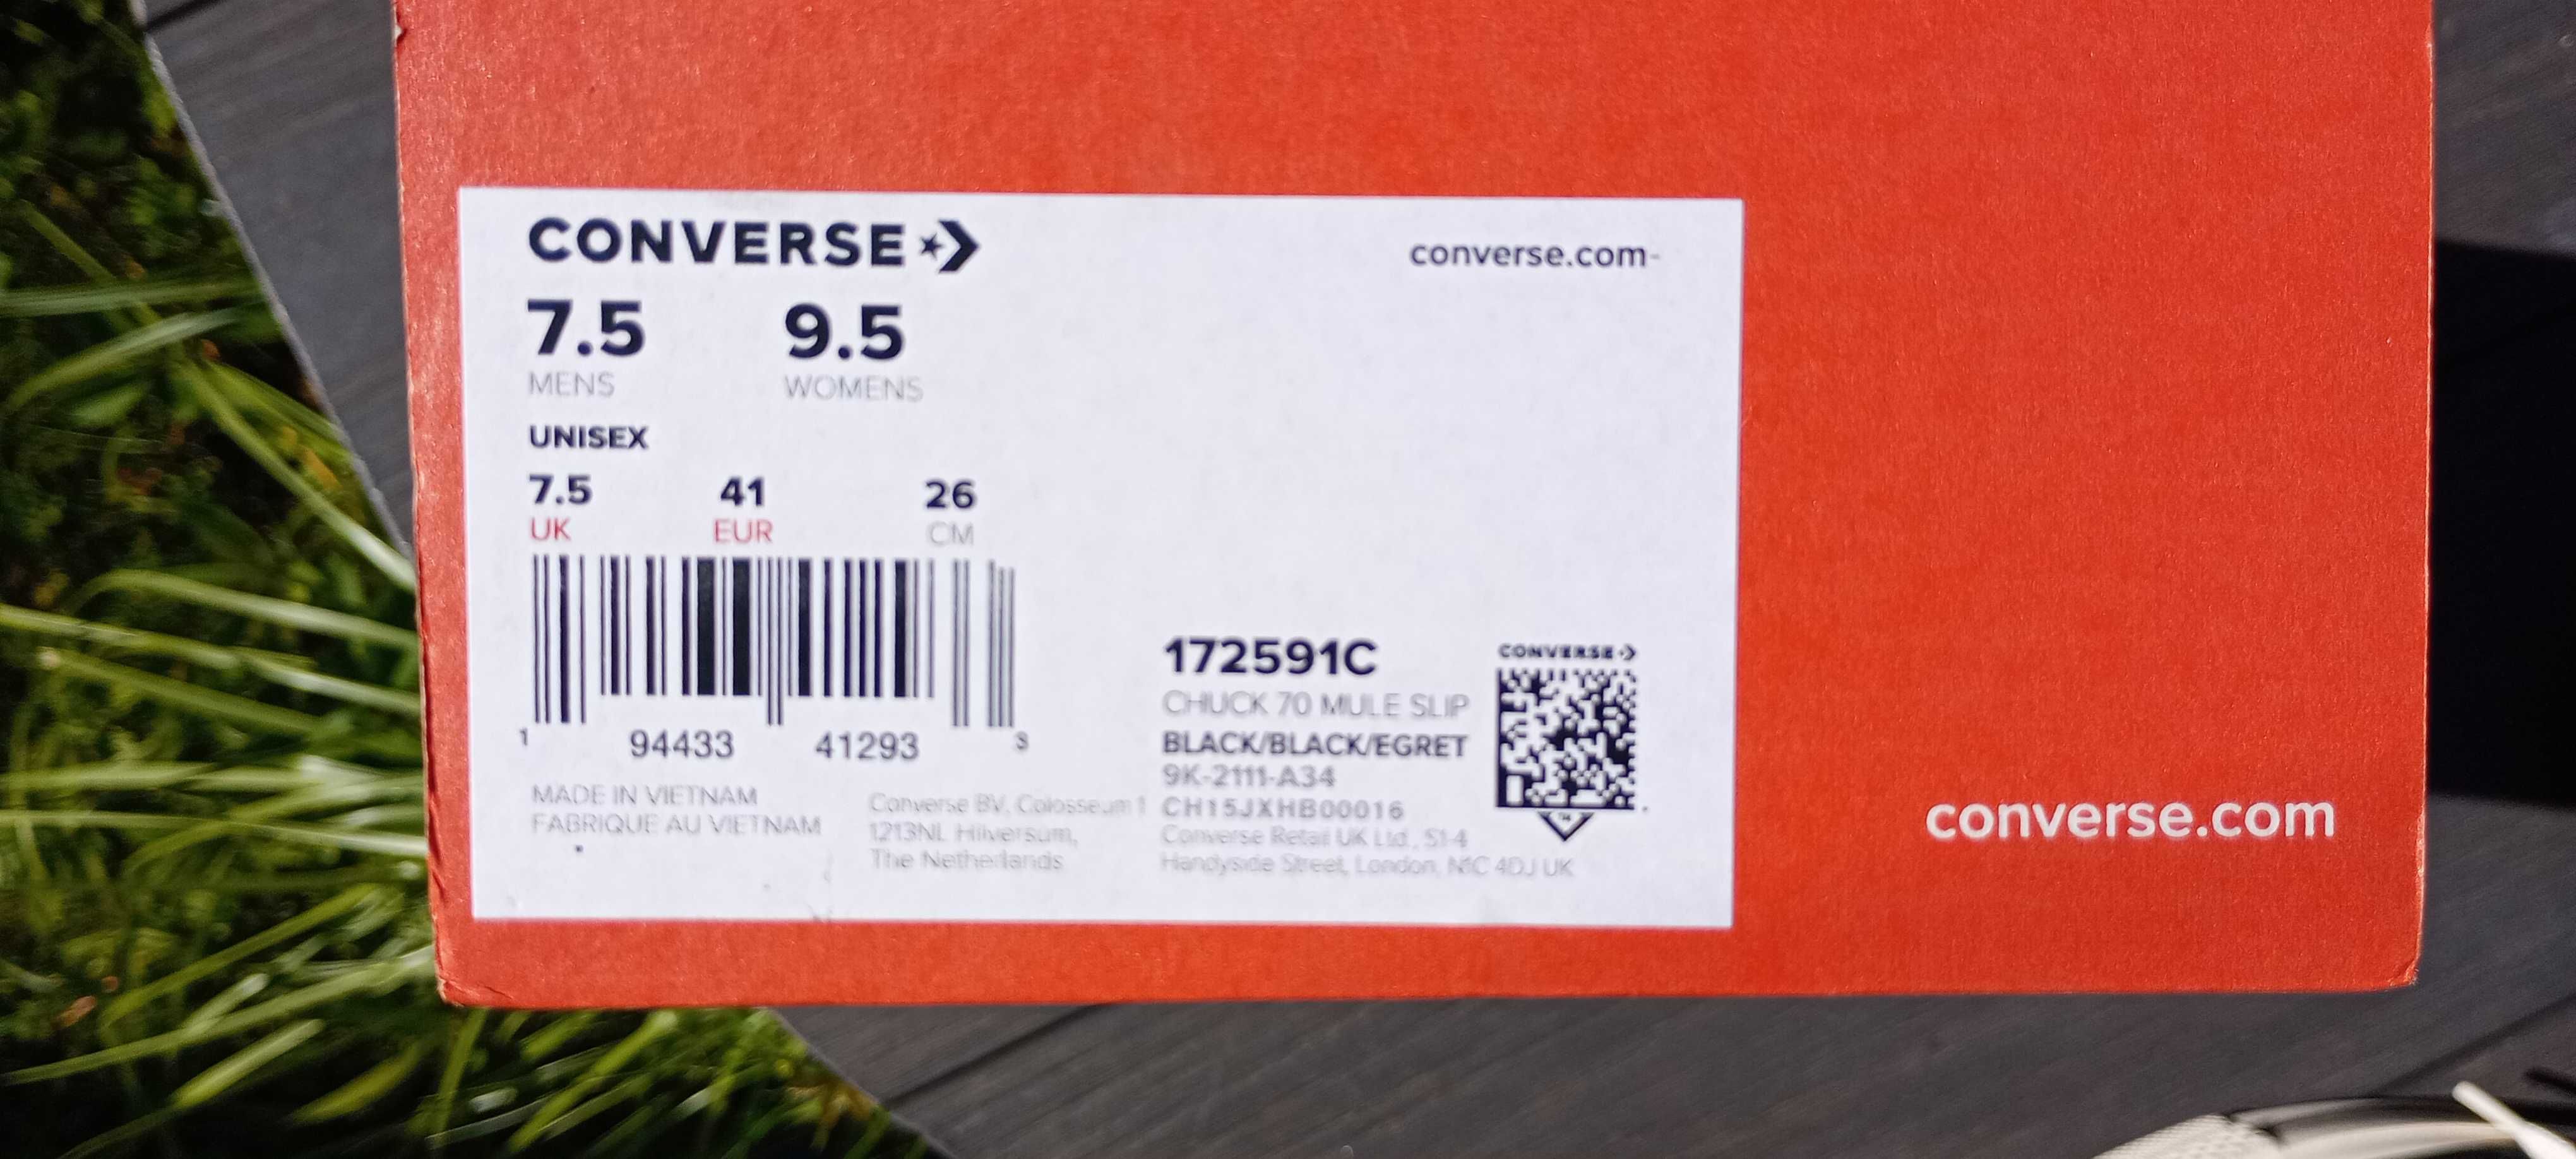 CONVERSE
converse.com-
7.5 9.5
MENS WOMENS
UNISEX
7.5 41 26
UK EUR CM
1 94433 41293 3
MADE IN VIETNAM
FABRIQUE AU VIETNAM
Converse BV, Colosseum 1
1213NL Hilversum,
The Netherlands
172591C
CHUCK 70 MULE SLIP
BLACK/BLACK/EGRET
9K-2111-A34
CH15JXHB00016
Converse Retail UK Ltd., S1-4
Handyside Street, London, N1C 4DJ UK
CONVERSE
converse.com